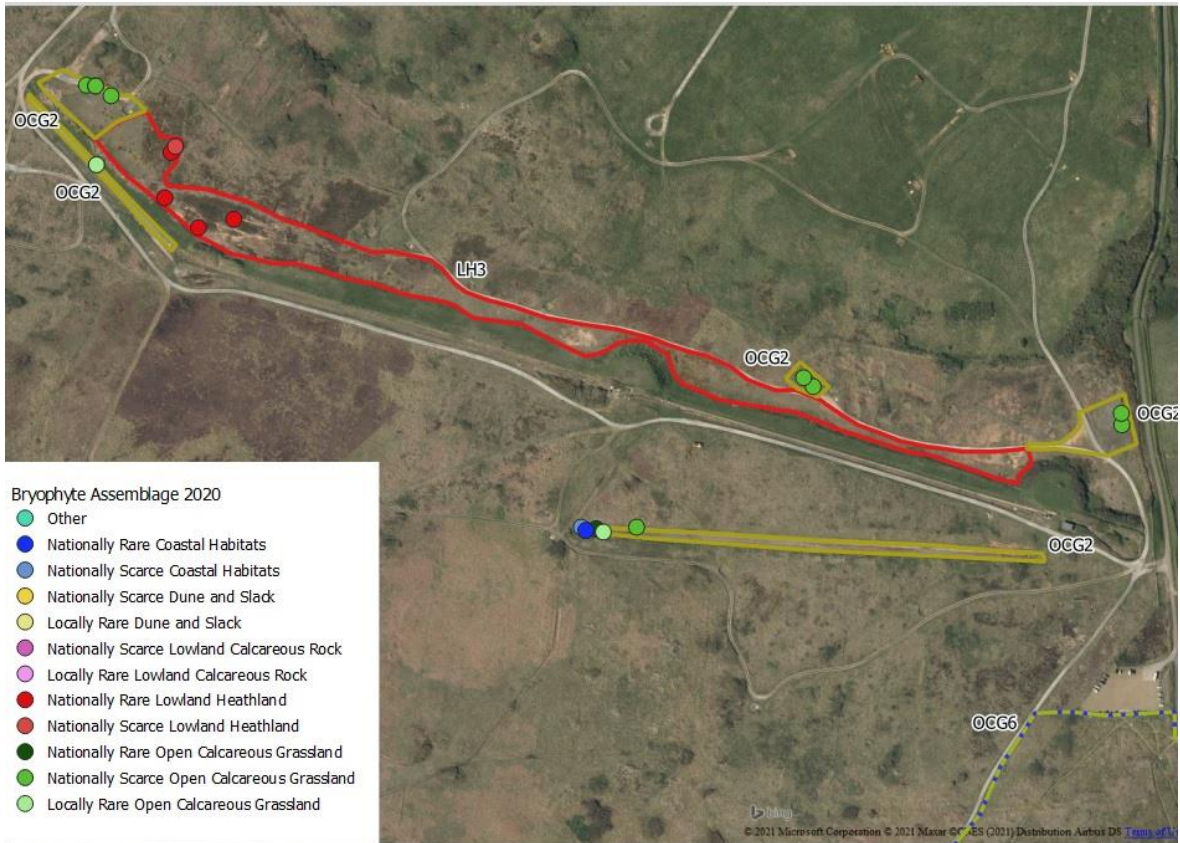 OCG2
OCG2
LH3
OCG2
OCG2
OCG2
OCG6
Bryophyte Assemblage 2020
Other
Nationally Rare Coastal Habitats
Nationally Scarce Coastal Habitats
Nationally Scarce Dune and Slack
Locally Rare Dune and Slack
Nationally Scarce Lowland Calcareous Rock
Locally Rare Lowland Calcareous Rock
Nationally Rare Lowland Heathland
Nationally Scarce Lowland Heathland
Nationally Rare Open Calcareous Grassland
Nationally Scarce Open Calcareous Grassland
Locally Rare Open Calcareous Grassland
bing
©2021 Microsoft Corporation © 2021 Maxar ©CNES (2021) Distribution Airbus DS Terms of U